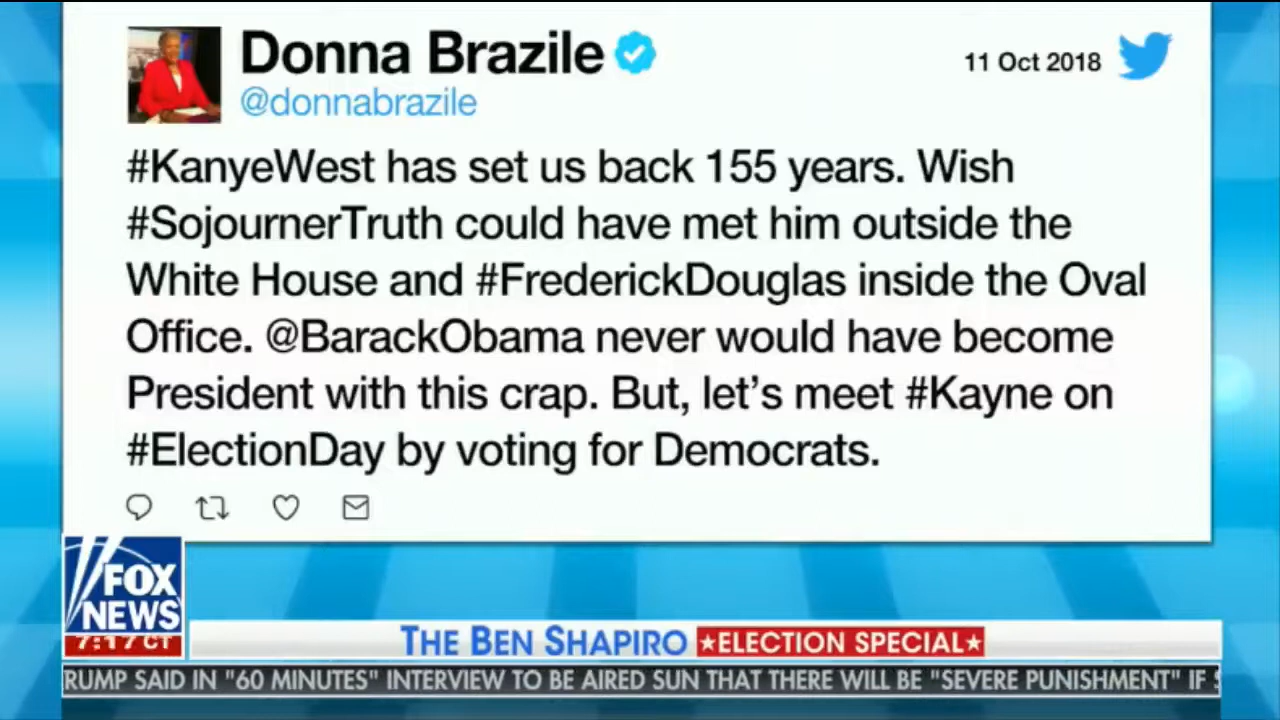 Donna Brazile
11 Oct 2018
@donnabrazile
#KanyeWest has set us back 155 years. Wish
#SojournerTruth could have met him outside the
White House and #FrederickDouglas inside the Oval
Office. @BarackObama never would have become
President with this crap. But, let's meet #Kayne on
#ElectionDay by voting for Democrats.
FOX
NEWS
7:17 CT
THE BEN SHAPIRO ★ELECTION SPECIAL★
RUMP SAID IN "60 MINUTES" INTERVIEW TO BE AIRED SUN THAT THERE WILL BE "SEVERE PUNISHMENT" IF